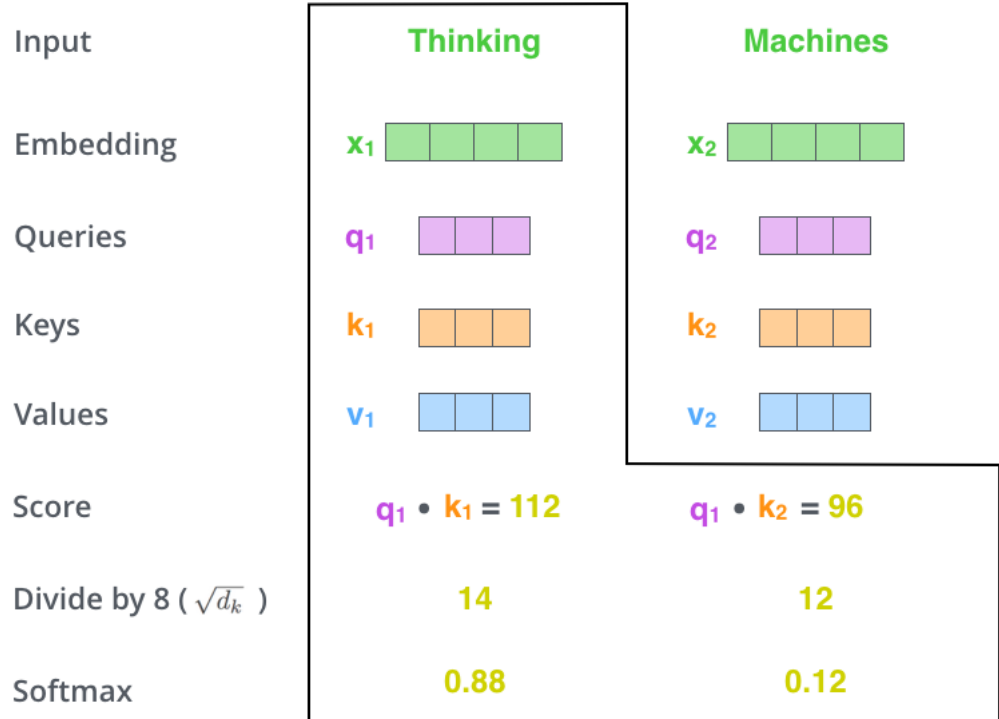 Input Thinking Machines
Embedding x₁ x₂
Queries q₁ q₂
Keys k₁ k₂
Values v₁ v₂
Score q₁ • k₁ = 112 q₁ • k₂ = 96
Divide by 8 ( √dₖ ) 14 12
Softmax 0.88 0.12